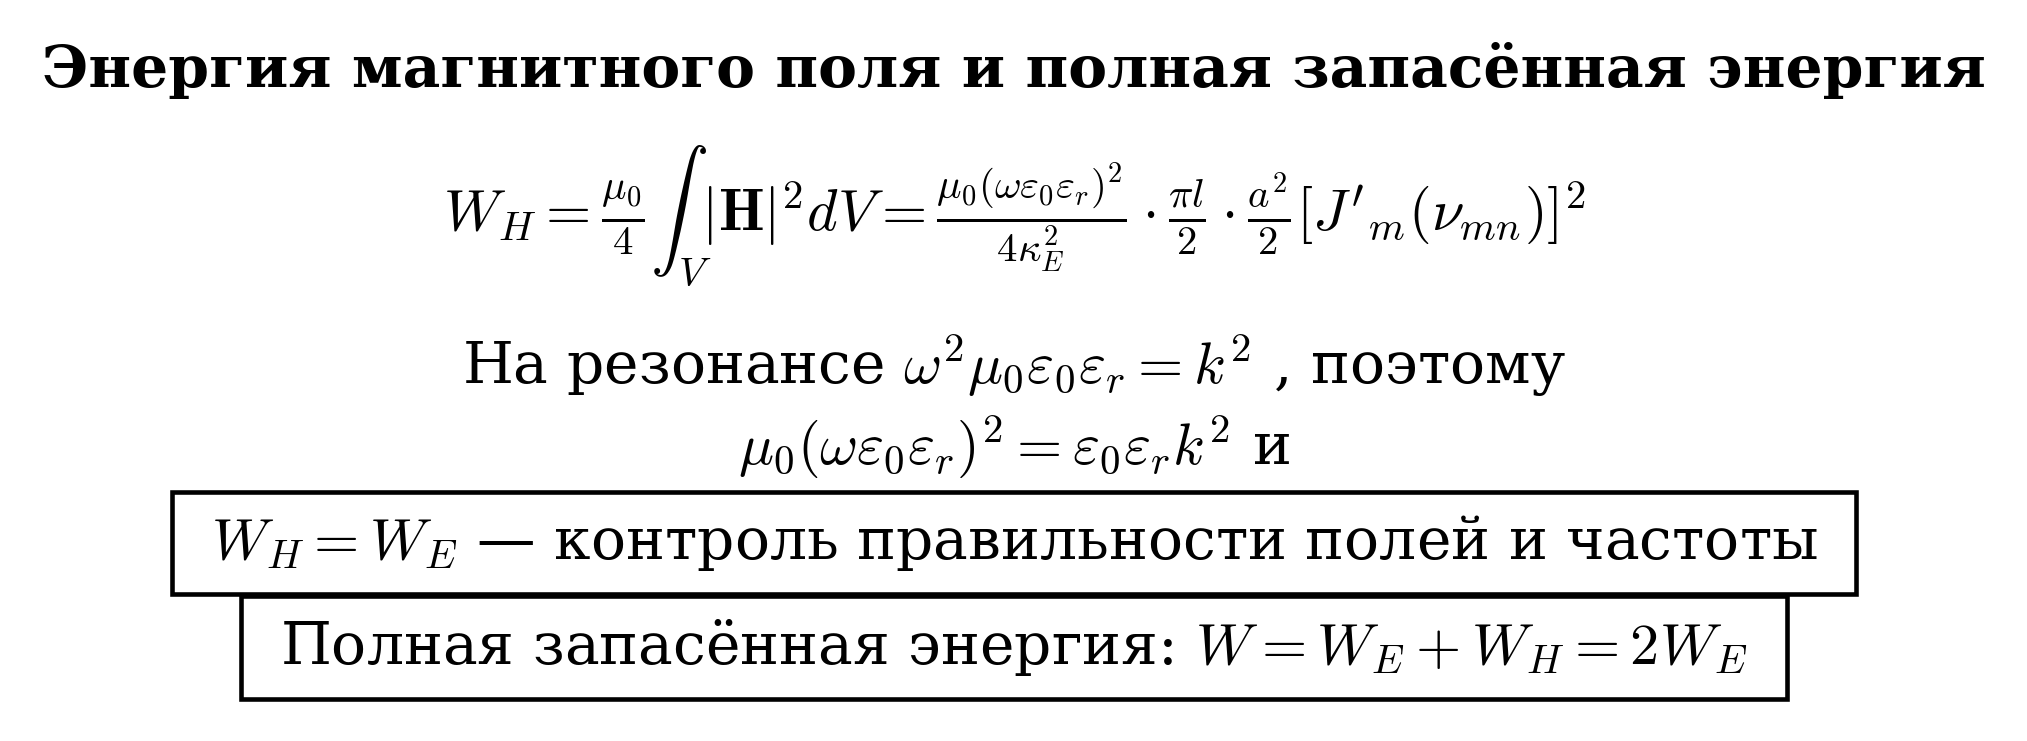 Энергия магнитного поля и полная запасённая энергия
$W_H = \frac{\mu_0}{4} \int_V |\mathbf{H}|^2 dV = \frac{\mu_0(\omega\varepsilon_0\varepsilon_r)^2}{4\kappa_E^2} \cdot \frac{\pi l}{2} \cdot \frac{a^2}{2} [J'_m(\nu_{mn})]^2$
На резонансе $\omega^2\mu_0\varepsilon_0\varepsilon_r = k^2$ , поэтому
$\mu_0(\omega\varepsilon_0\varepsilon_r)^2 = \varepsilon_0\varepsilon_r k^2$ и
$W_H = W_E$ — контроль правильности полей и частоты
Полная запасённая энергия: $W = W_E + W_H = 2W_E$